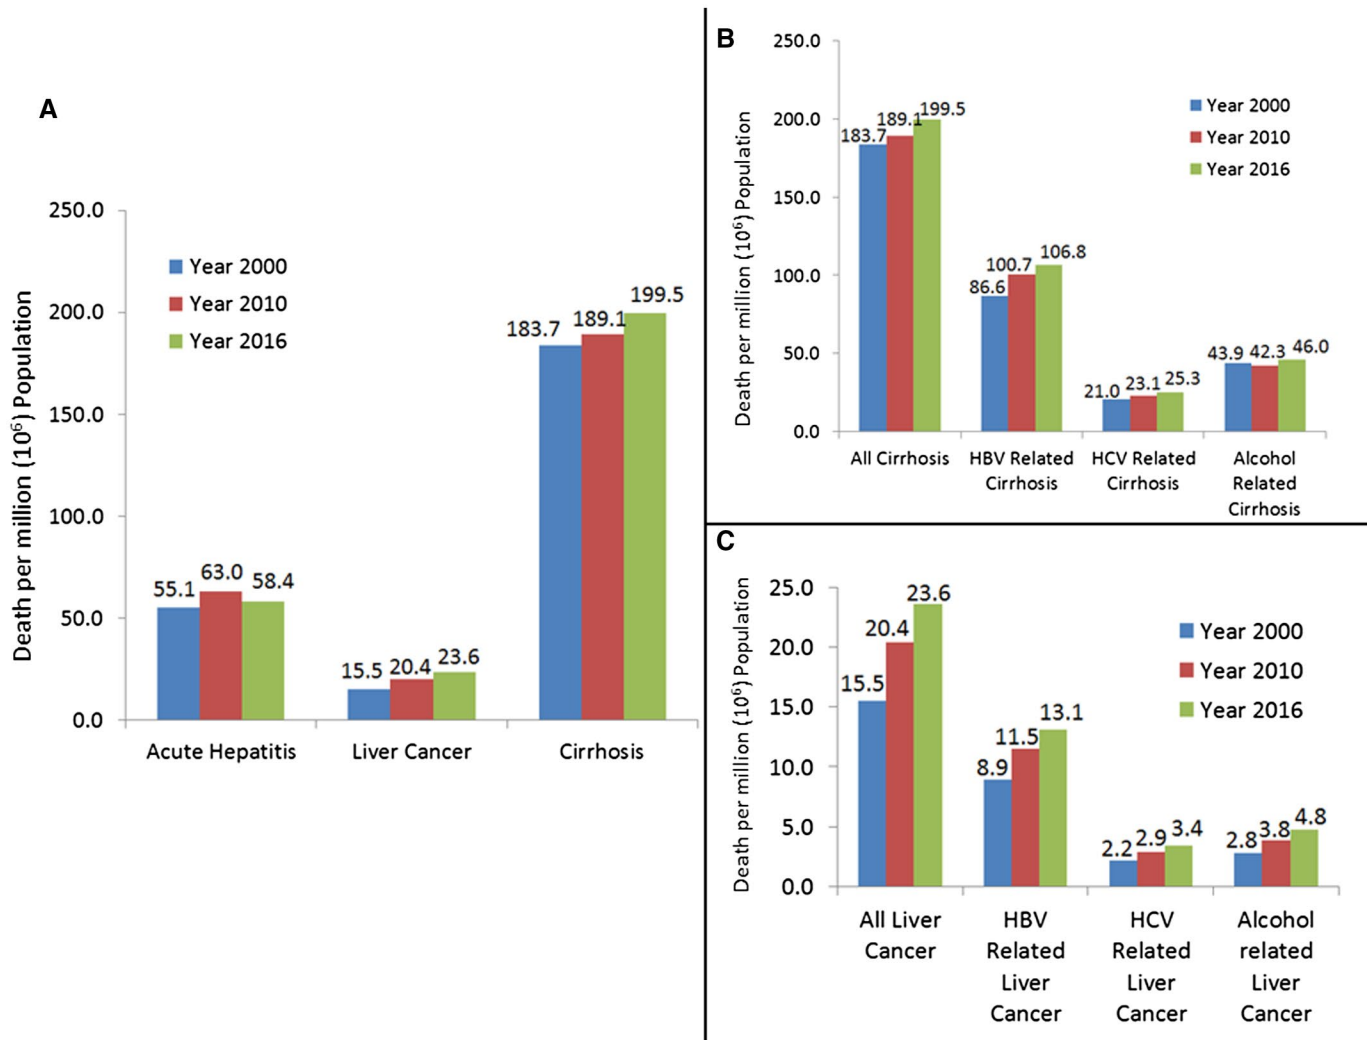 A
Death per million (10⁶) Population
250.0
200.0
150.0
100.0
50.0
0.0
Year 2000
Year 2010
Year 2016
55.1
63.0
58.4
15.5
20.4
23.6
183.7
189.1
199.5
Acute Hepatitis
Liver Cancer
Cirrhosis
B
Death per million (10⁶) Population
250.0
200.0
150.0
100.0
50.0
0.0
Year 2000
Year 2010
Year 2016
183.7
189.1
199.5
86.6
100.7
106.8
21.0
23.1
25.3
43.9
42.3
46.0
All Cirrhosis
HBV Related
Cirrhosis
HCV Related
Cirrhosis
Alcohol
Related
Cirrhosis
C
Death per million (10⁶) Population
25.0
20.0
15.0
10.0
5.0
0.0
Year 2000
Year 2010
Year 2016
15.5
20.4
23.6
8.9
11.5
13.1
2.2
2.9
3.4
2.8
3.8
4.8
All Liver
Cancer
HBV
Related
Liver
Cancer
HCV
Related
Liver
Cancer
Alcohol
related
Liver
Cancer